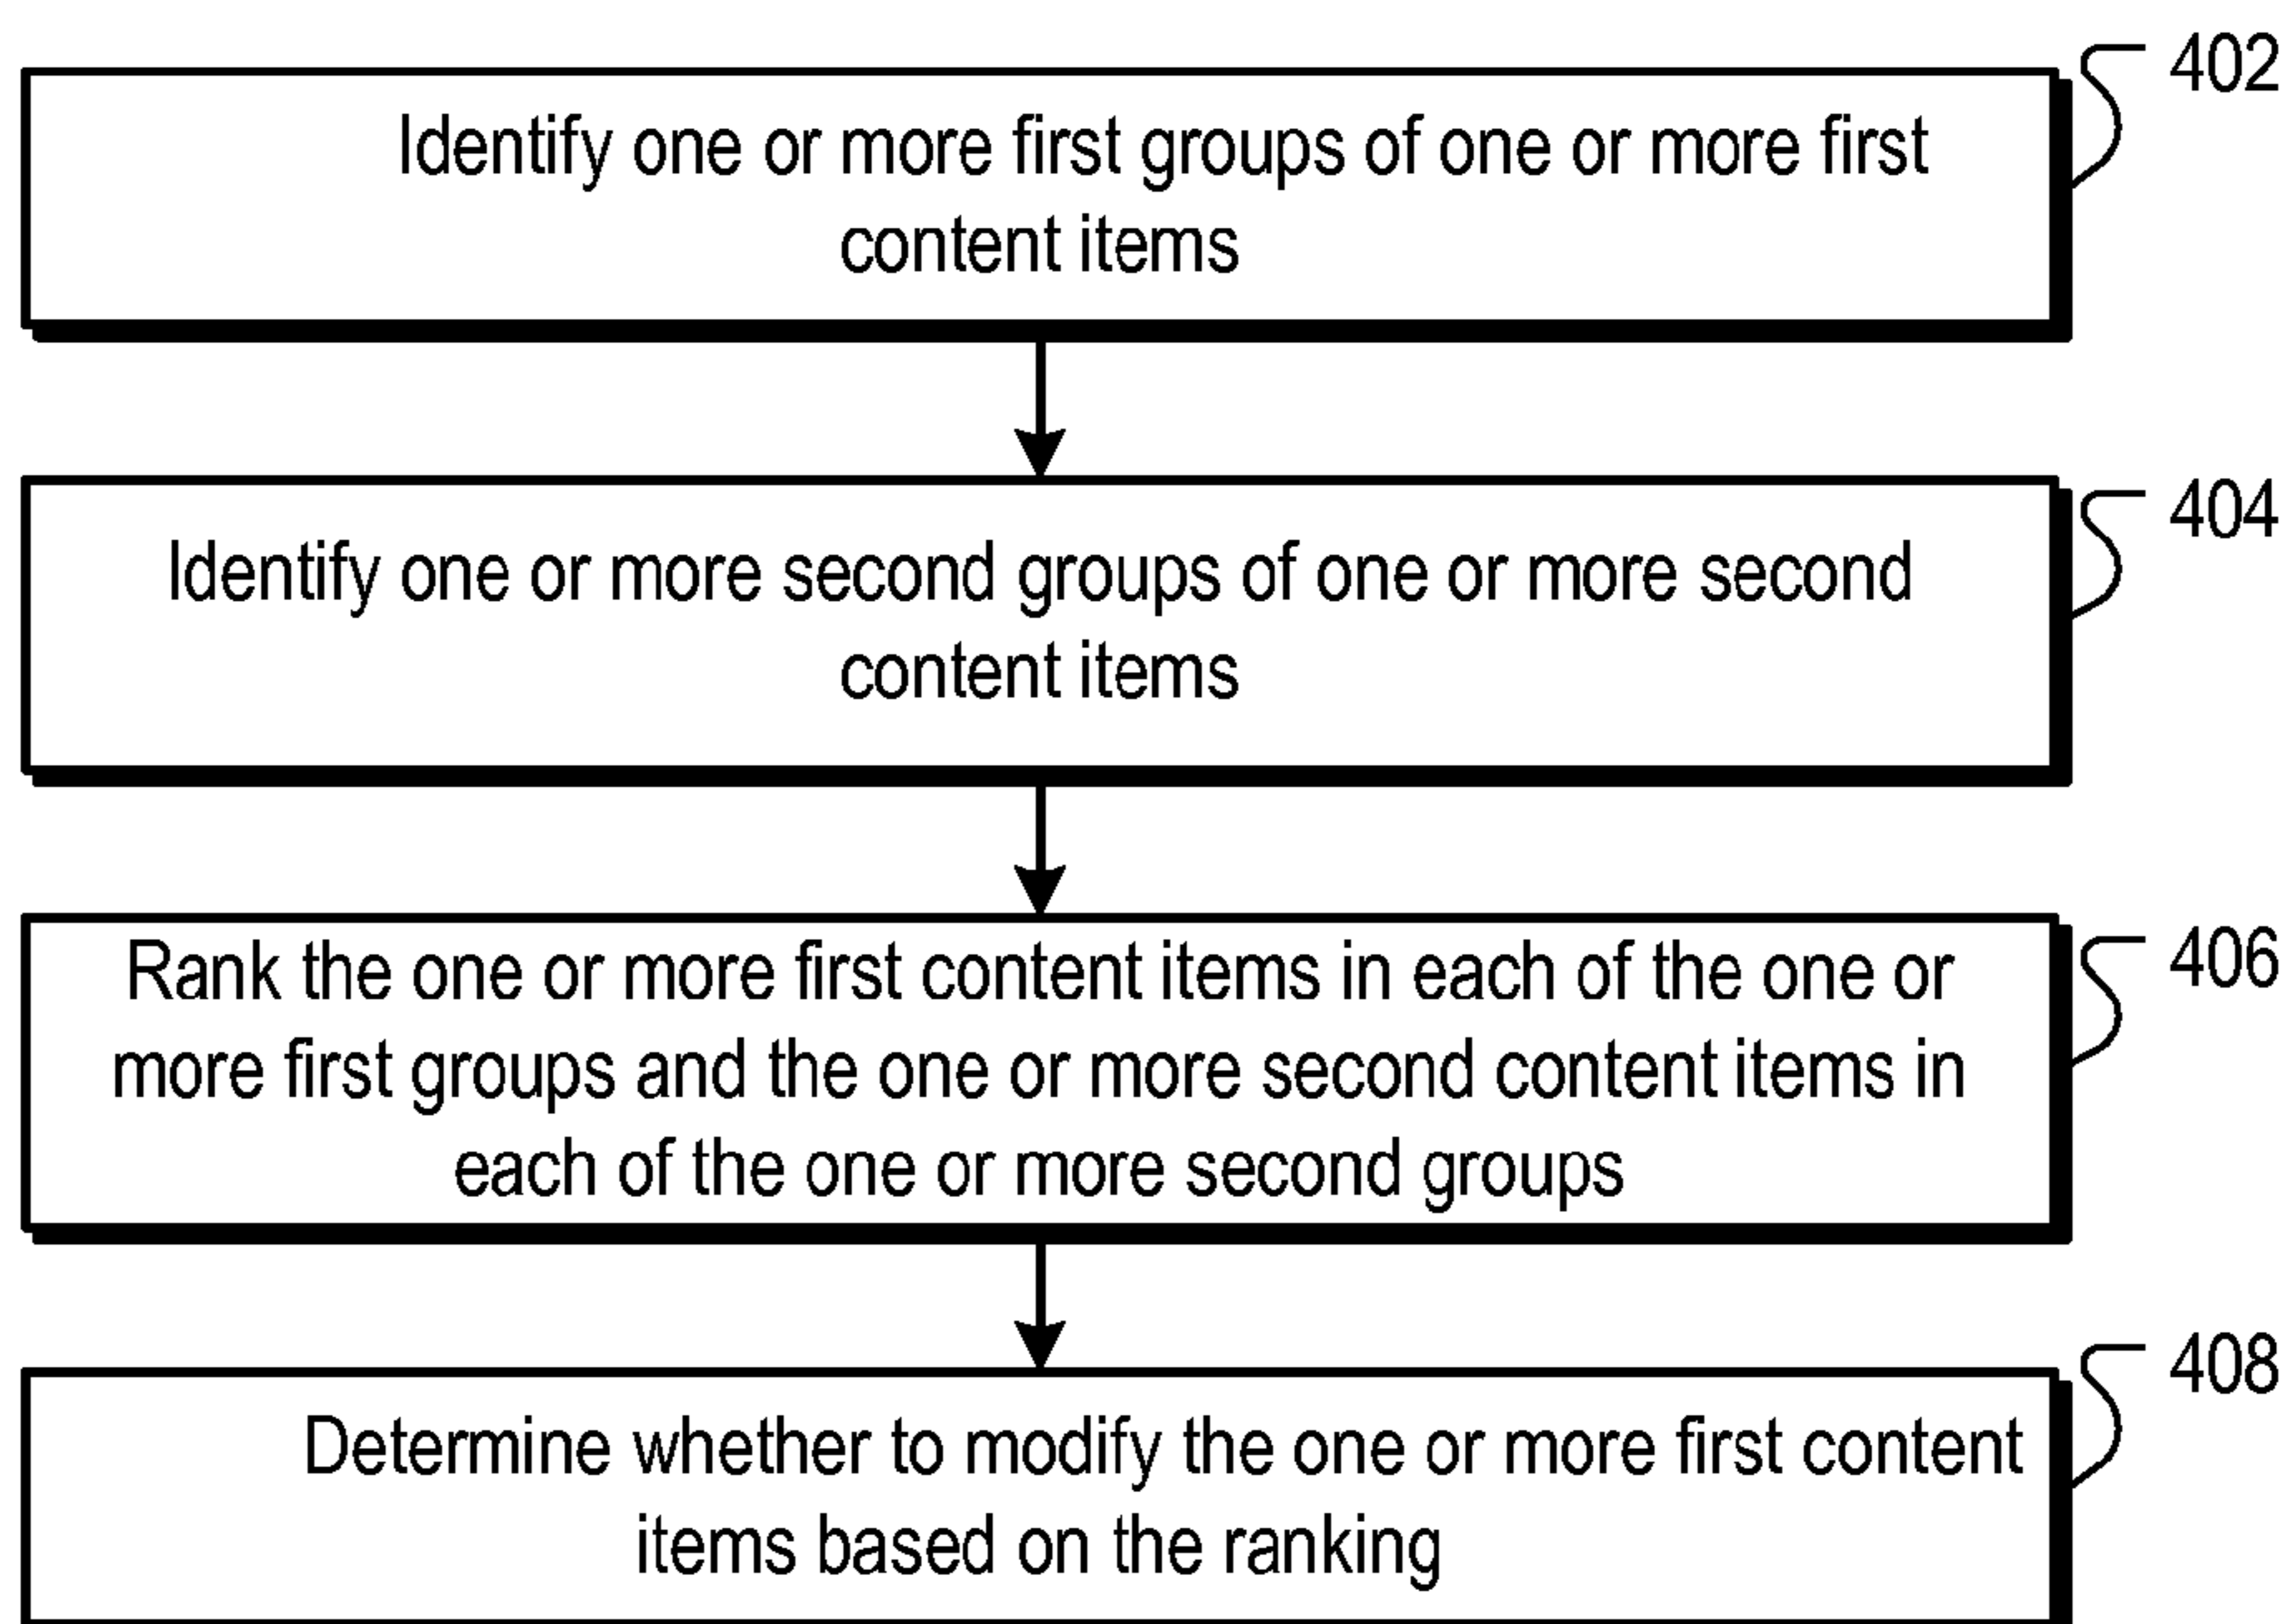 402
Identify one or more first groups of one or more first
content items
404
Identify one or more second groups of one or more second
content items
406
Rank the one or more first content items in each of the one or
more first groups and the one or more second content items in
each of the one or more second groups
408
Determine whether to modify the one or more first content
items based on the ranking